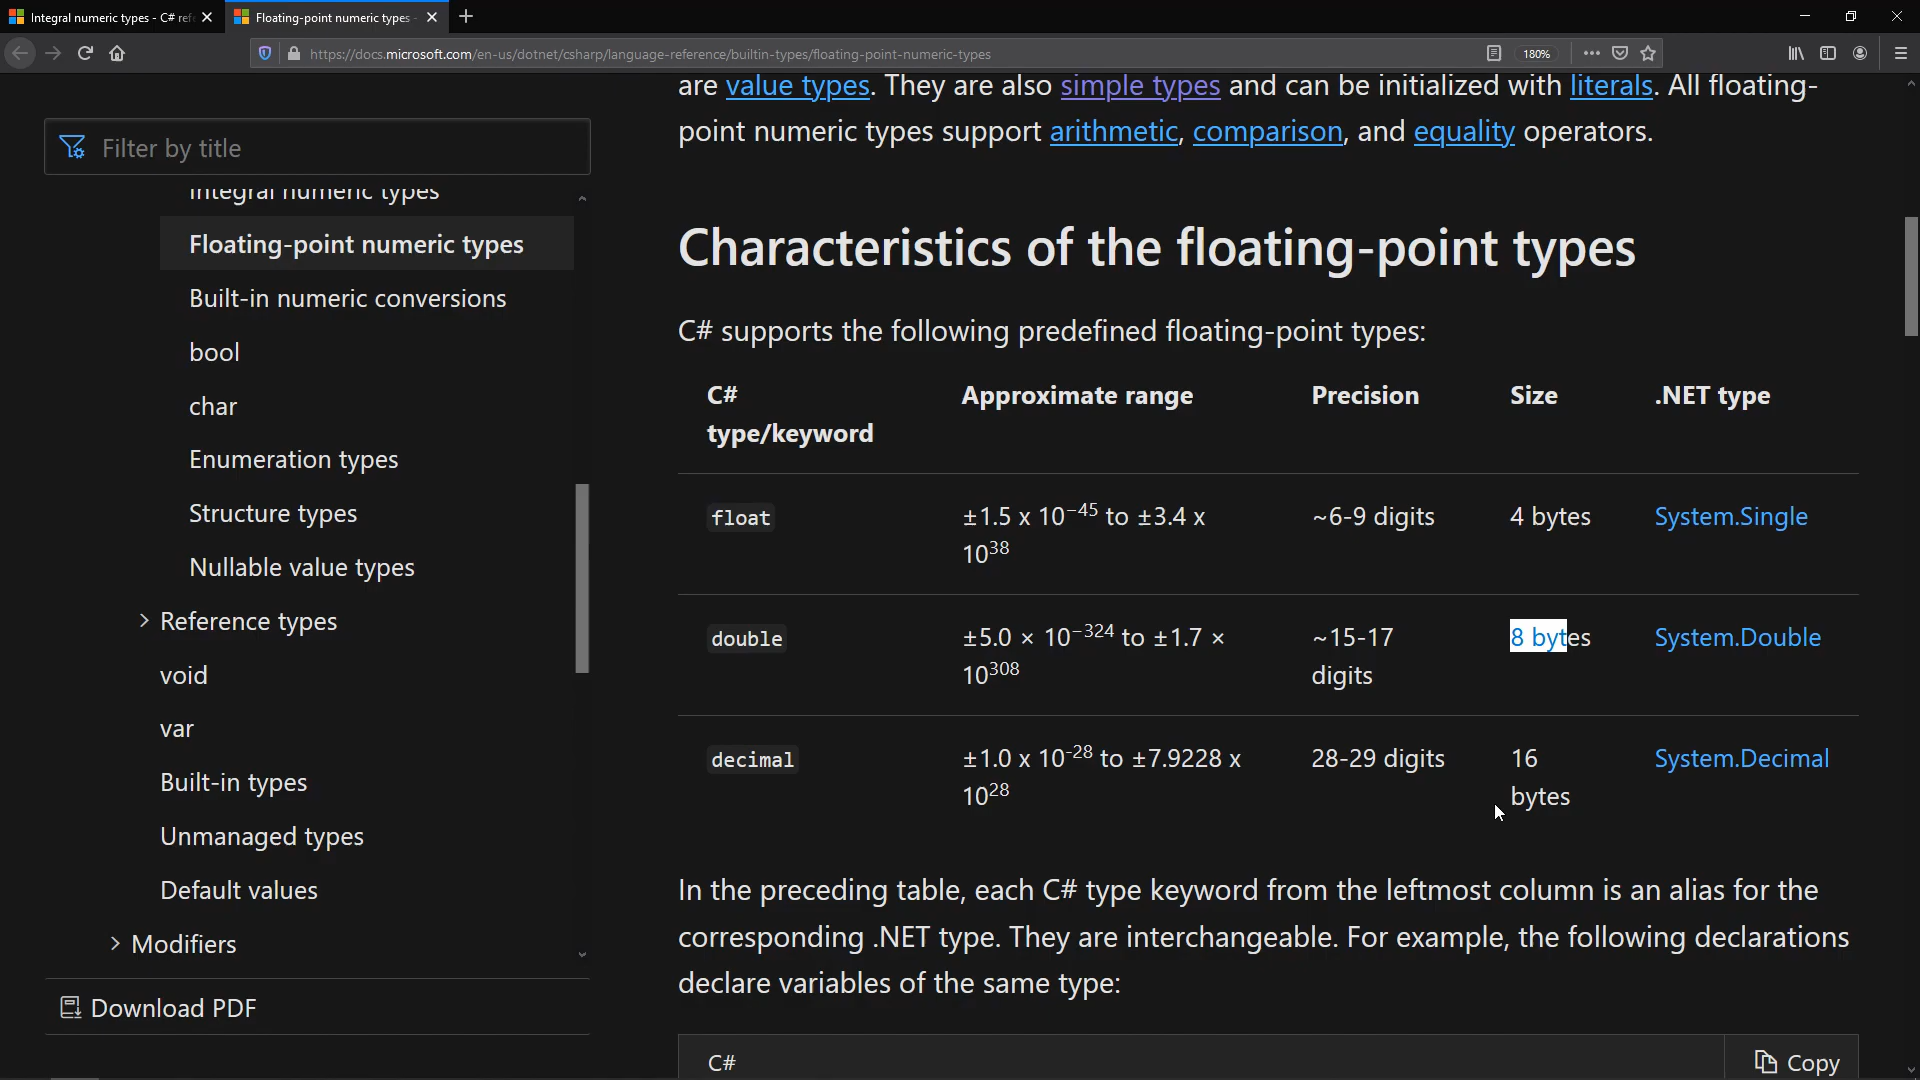 Integral numeric types - C# ref
Floating-point numeric types -
https://docs.microsoft.com/en-us/dotnet/csharp/language-reference/builtin-types/floating-point-numeric-types
180%
Filter by title
Integral numeric types
Floating-point numeric types
Built-in numeric conversions
bool
char
Enumeration types
Structure types
Nullable value types
Reference types
void
var
Built-in types
Unmanaged types
Default values
Modifiers
Download PDF
are value types. They are also simple types and can be initialized with literals. All floating-
point numeric types support arithmetic, comparison, and equality operators.
Characteristics of the floating-point types
C# supports the following predefined floating-point types:
C# Approximate range Precision Size .NET type
type/keyword
float ±1.5 x 10⁻⁴⁵ to ±3.4 x ~6-9 digits 4 bytes System.Single
10³⁸
double ±5.0 × 10⁻³²⁴ to ±1.7 × ~15-17 8 bytes System.Double
10³⁰⁸ digits
decimal ±1.0 x 10⁻²⁸ to ±7.9228 x 28-29 digits 16 System.Decimal
10²⁸ bytes
In the preceding table, each C# type keyword from the leftmost column is an alias for the
corresponding .NET type. They are interchangeable. For example, the following declarations
declare variables of the same type:
C# Copy